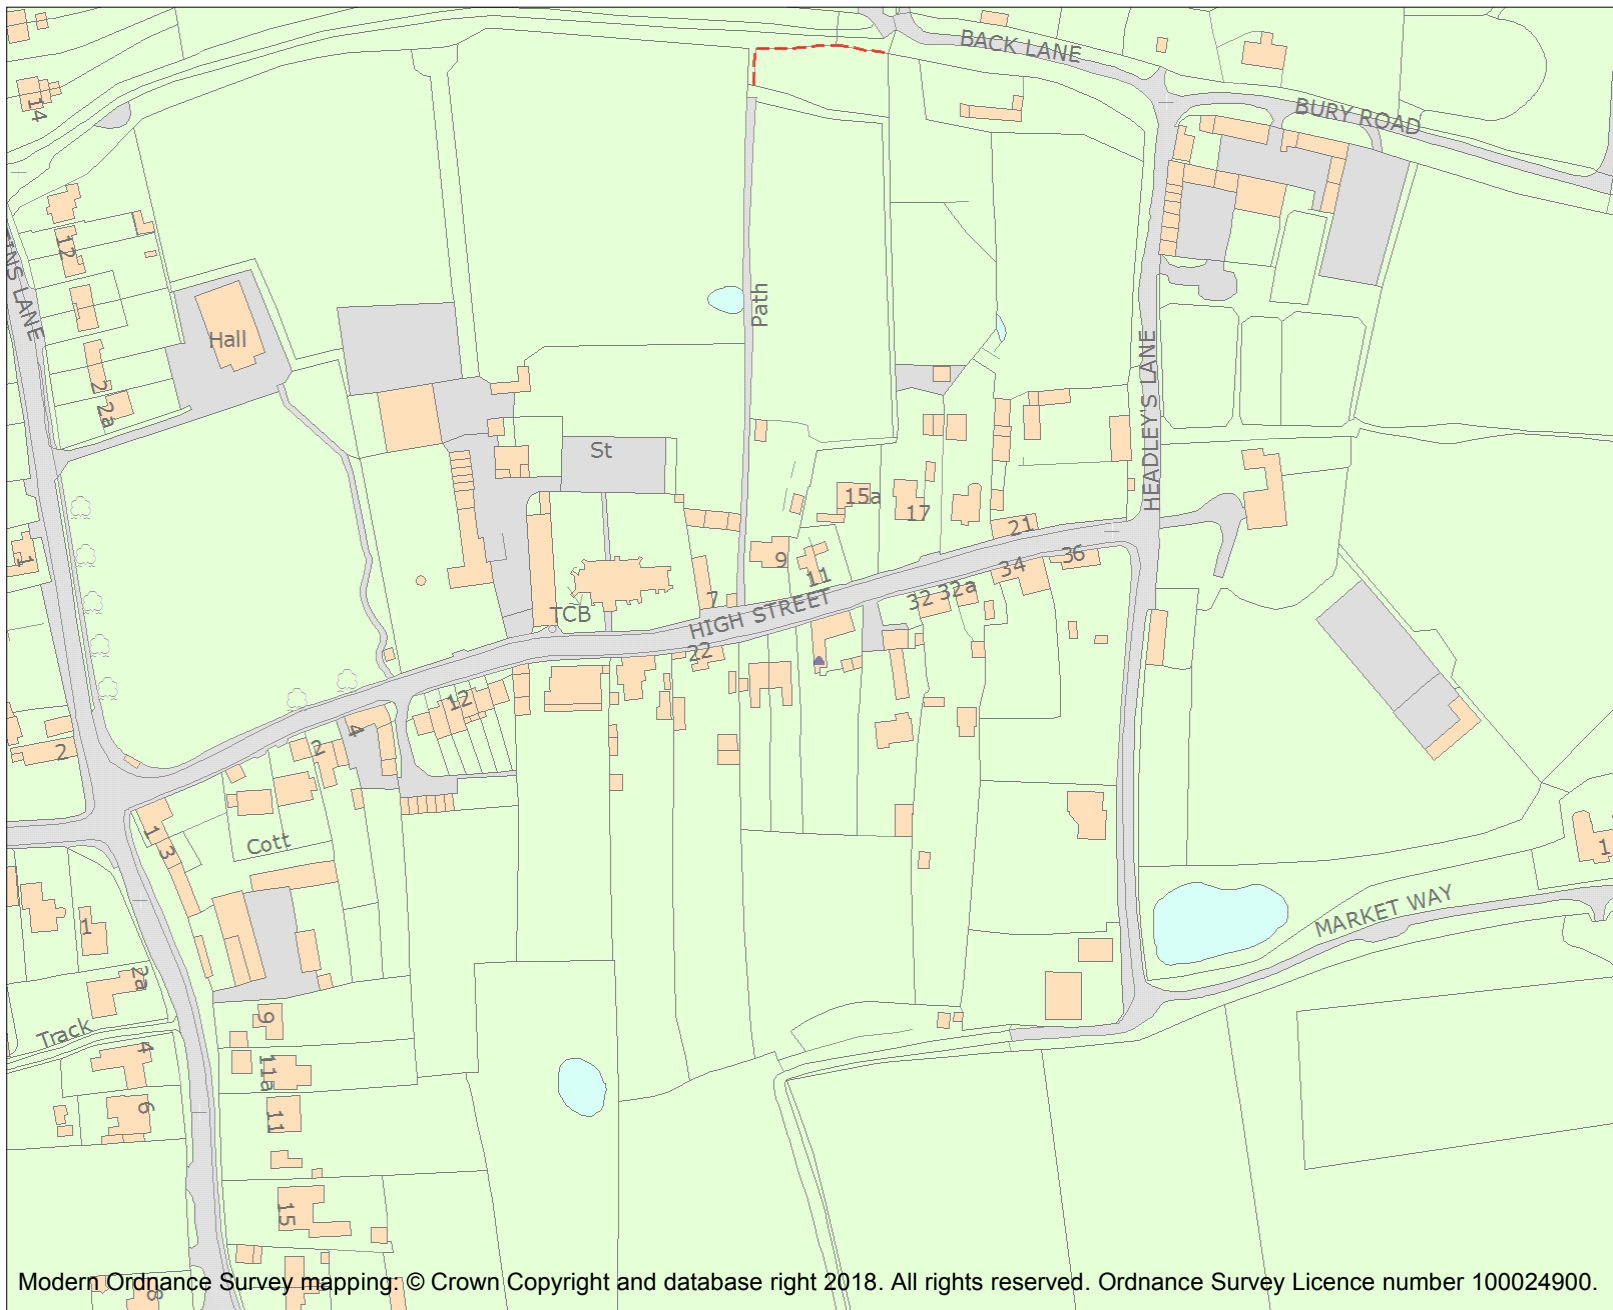 BACK LANE
BURY ROAD
14
12
INS LANE
Hall
Path
2
2a
HEADLEY'S LANE
St
15a
17
21
1
9
11
34
36
TCB
7
HIGH STREET
32
32a
22
12
4
2
2
1
3
Cott
1
MARKET WAY
1
2a
Track
9
4
11a
6
11
15
8
Modern Ordnance Survey mapping: © Crown Copyright and database right 2018. All rights reserved. Ordnance Survey Licence number 100024900.